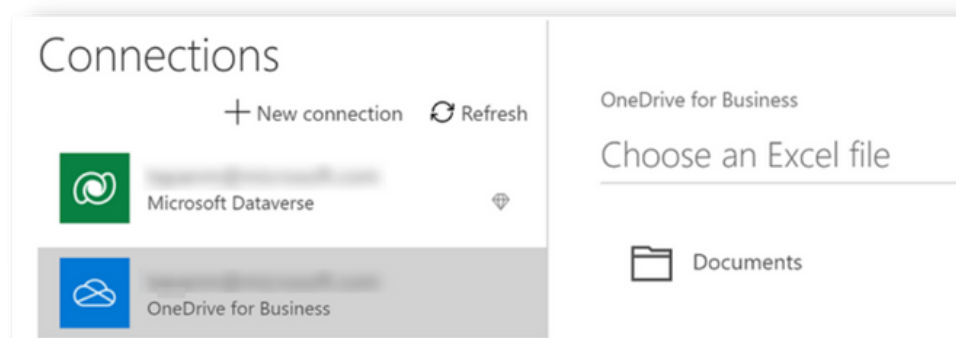 Connections
New connection
Refresh
Microsoft Dataverse
OneDrive for Business
OneDrive for Business
Choose an Excel file
Documents